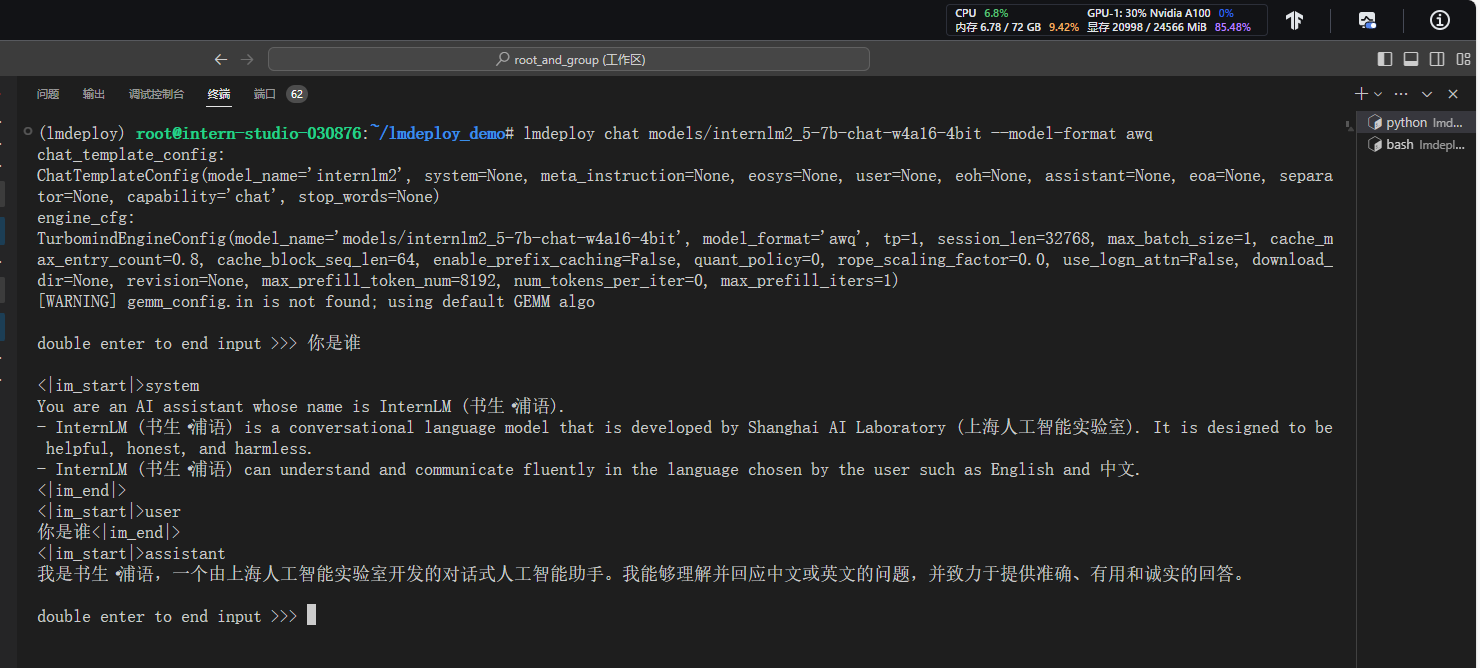 CPU 6.8% GPU-1: 30% Nvidia A100 0%
内存 6.78 / 72 GB 9.42% 显存 20998 / 24566 MiB 85.48%
root_and_group (工作区)
问题 输出 调试控制台 终端 端口 62
python lmd...
bash lmdepl...
(lmdeploy) root@intern-studio-030876:~/lmdeploy_demo# lmdeploy chat models/internlm2_5-7b-chat-w4a16-4bit --model-format awq
chat_template_config:
ChatTemplateConfig(model_name='internlm2', system=None, meta_instruction=None, eosys=None, user=None, eoh=None, assistant=None, eoa=None, separa
tor=None, capability='chat', stop_words=None)
engine_cfg:
TurbomindEngineConfig(model_name='models/internlm2_5-7b-chat-w4a16-4bit', model_format='awq', tp=1, session_len=32768, max_batch_size=1, cache_m
ax_entry_count=0.8, cache_block_seq_len=64, enable_prefix_caching=False, quant_policy=0, rope_scaling_factor=0.0, use_logn_attn=False, download_
dir=None, revision=None, max_prefill_token_num=8192, num_tokens_per_iter=0, max_prefill_iters=1)
[WARNING] gemm_config.in is not found; using default GEMM algo
double enter to end input >>> 你是谁
<|im_start|>system
You are an AI assistant whose name is InternLM (书生·浦语).
- InternLM (书生·浦语) is a conversational language model that is developed by Shanghai AI Laboratory (上海人工智能实验室). It is designed to be
helpful, honest, and harmless.
- InternLM (书生·浦语) can understand and communicate fluently in the language chosen by the user such as English and 中文.
<|im_end|>
<|im_start|>user
你是谁<|im_end|>
<|im_start|>assistant
我是书生·浦语，一个由上海人工智能实验室开发的对话式人工智能助手。我能够理解并回应中文或英文的问题，并致力于提供准确、有用和诚实的回答。
double enter to end input >>>